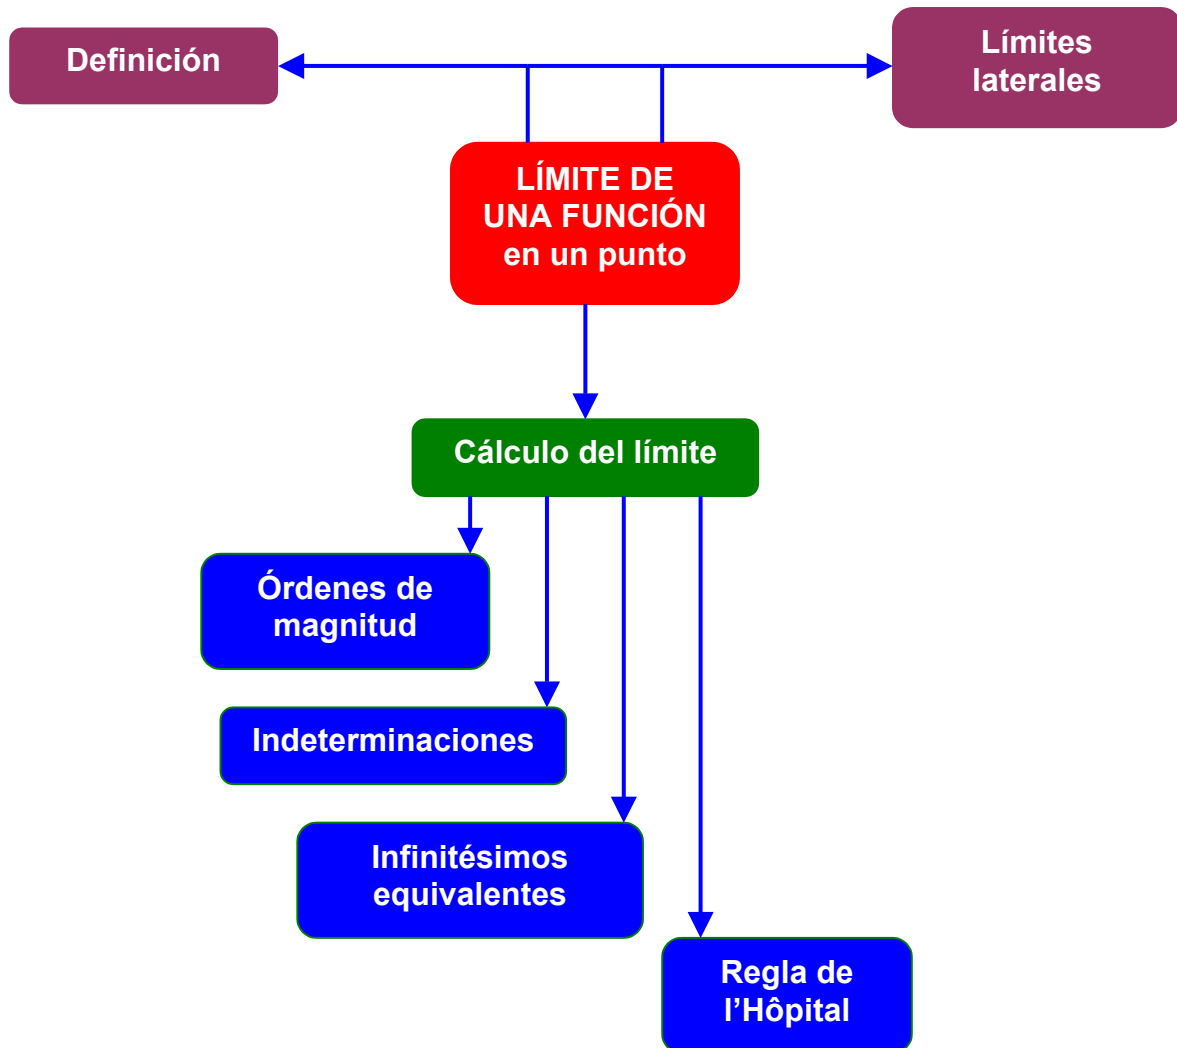 Definición
Límites
laterales
LÍMITE DE
UNA FUNCIÓN
en un punto
Cálculo del límite
Órdenes de
magnitud
Indeterminaciones
Infinitésimos
equivalentes
Regla de
l’Hôpital